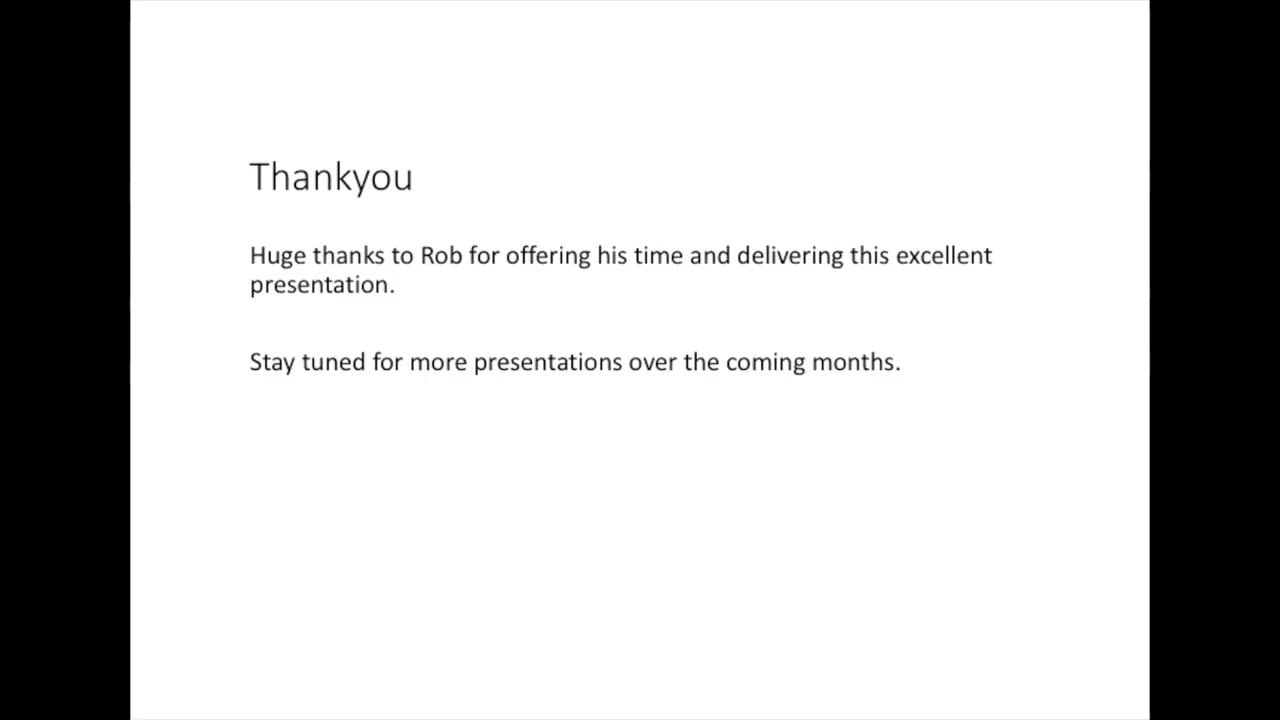 Thankyou
Huge thanks to Rob for offering his time and delivering this excellent
presentation.
Stay tuned for more presentations over the coming months.